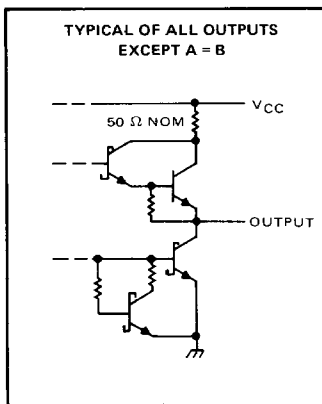 TYPICAL OF ALL OUTPUTS
EXCEPT A = B
VCC
50 Ω NOM
OUTPUT